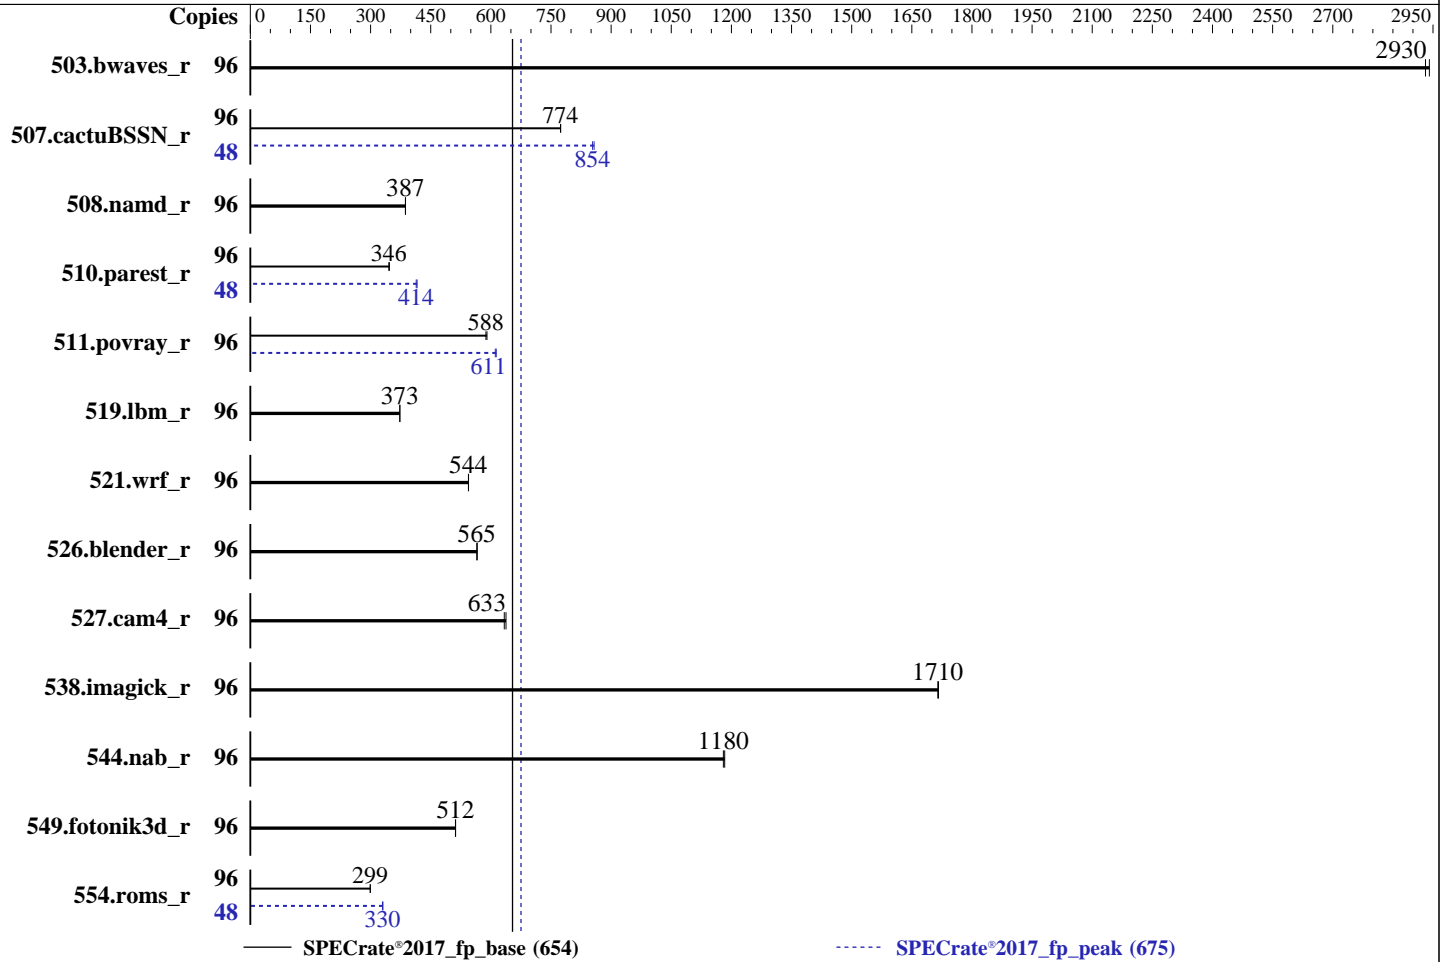 Copies 0 150 300 450 600 750 900 1050 1200 1350 1500 1650 1800 1950 2100 2250 2400 2550 2700 2950
503.bwaves_r 96 2930
507.cactuBSSN_r 96 774
48 854
508.namd_r 96 387
510.parest_r 96 346
48 414
511.povray_r 96 588
611
519.lbm_r 96 373
521.wrf_r 96 544
526.blender_r 96 565
527.cam4_r 96 633
538.imagick_r 96 1710
544.nab_r 96 1180
549.fotonik3d_r 96 512
554.roms_r 96 299
48 330
SPECrate®2017_fp_base (654) SPECrate®2017_fp_peak (675)